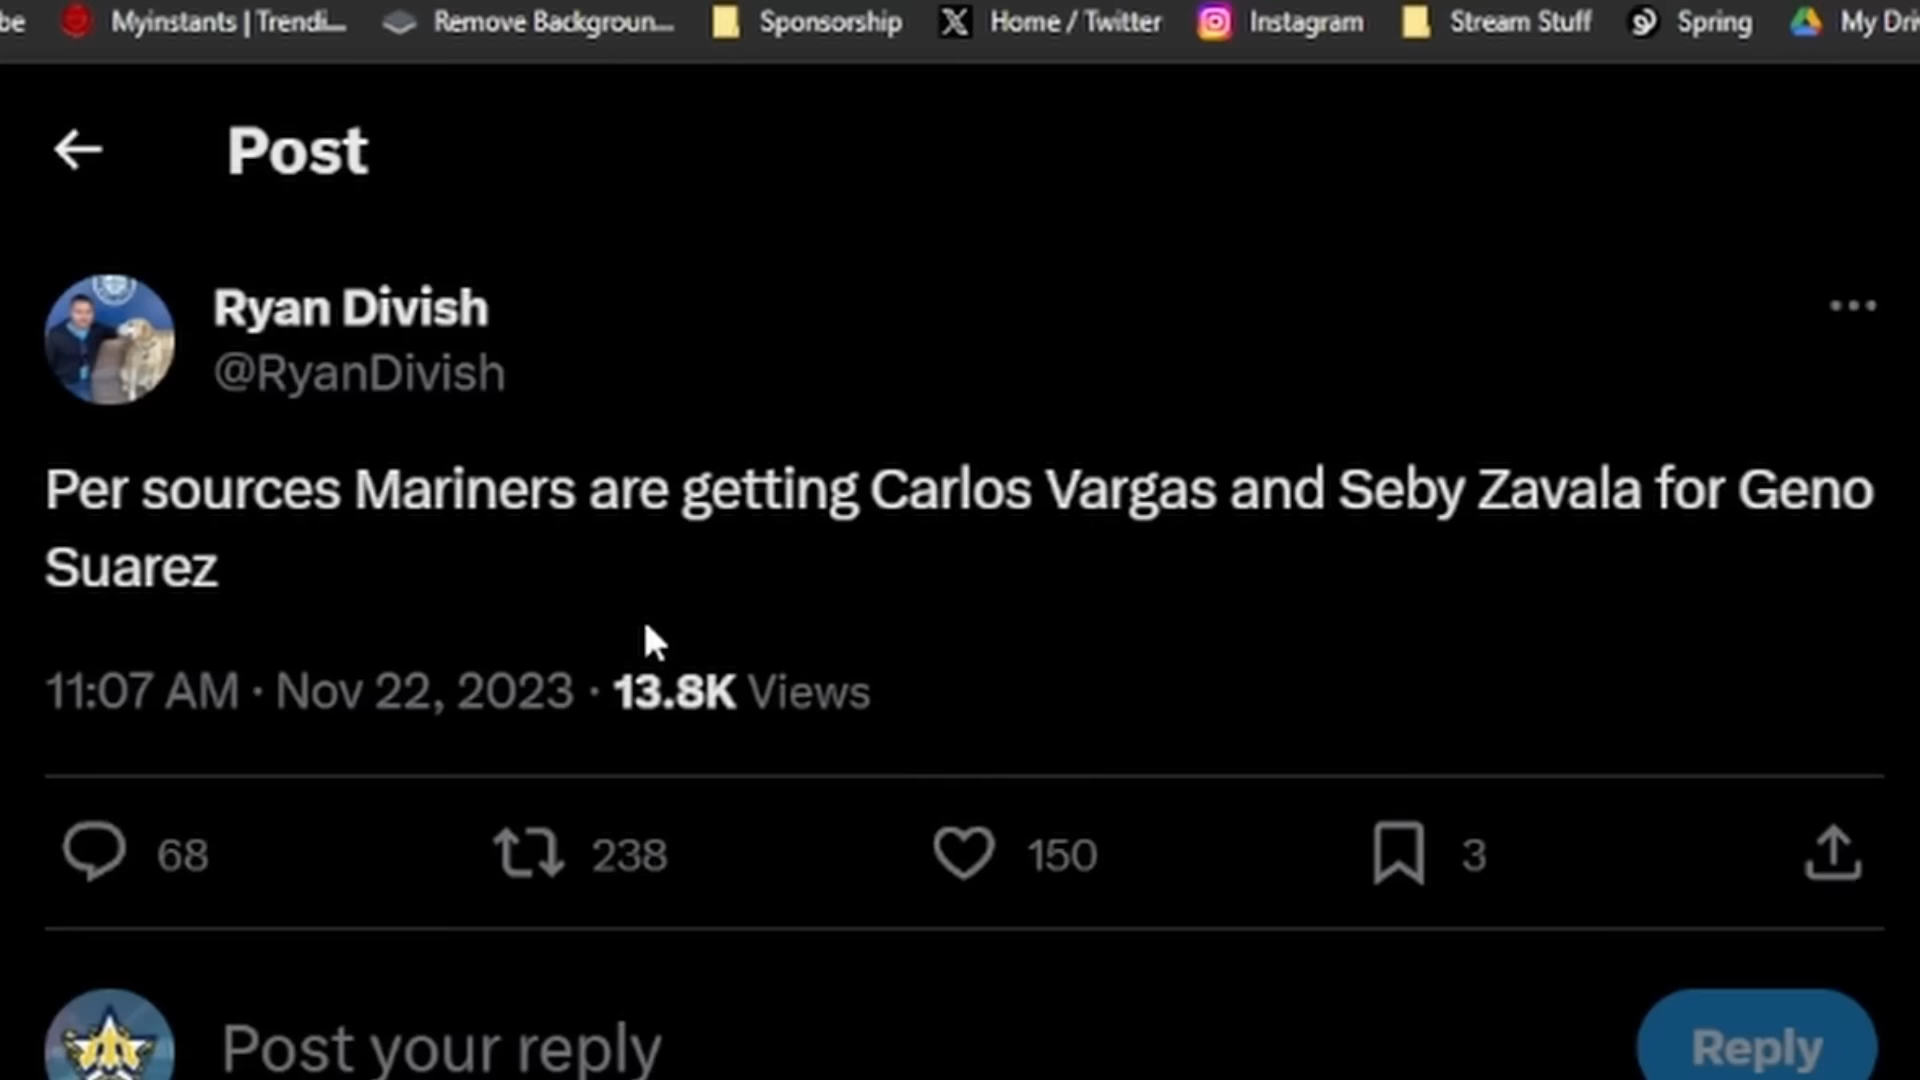 be Myinstants | Trendi... Remove Backgroun... Sponsorship Home / Twitter Instagram Stream Stuff Spring My Driv
Post
Ryan Divish
@RyanDivish
Per sources Mariners are getting Carlos Vargas and Seby Zavala for Geno
Suarez
11:07 AM · Nov 22, 2023 · 13.8K Views
68 238 150 3
Post your reply Reply